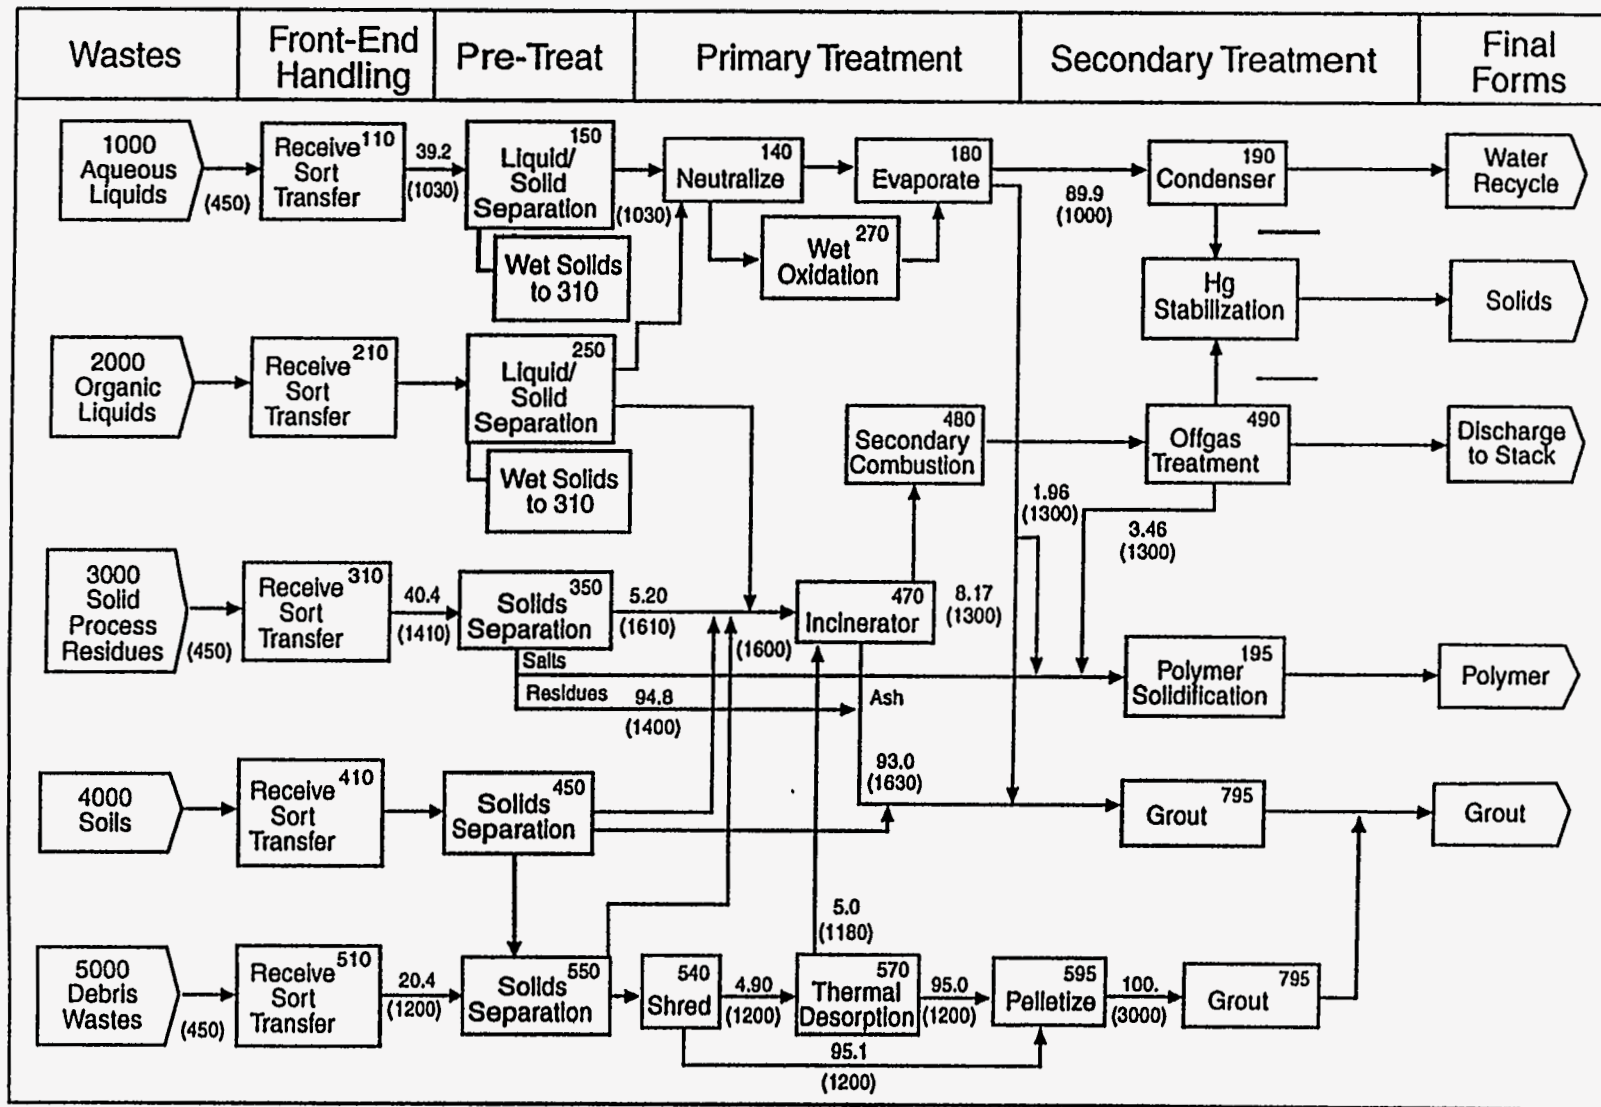 Wastes
Front-End
Handling
Pre-Treat
Primary Treatment
Secondary Treatment
Final
Forms
1000
Aqueous
Liquids
(450)
110
Receive
Sort
Transfer
39.2
(1030)
150
Liquid/
Solid
Separation
(1030)
Wet Solids
to 310
140
Neutralize
180
Evaporate
270
Wet
Oxidation
89.9
(1000)
190
Condenser
Water
Recycle
Hg
Stabilization
Solids
2000
Organic
Liquids
210
Receive
Sort
Transfer
250
Liquid/
Solid
Separation
Wet Solids
to 310
480
Secondary
Combustion
490
Offgas
Treatment
Discharge
to Stack
1.96
(1300)
3.46
(1300)
3000
Solid
Process
Residues
(450)
310
Receive
Sort
Transfer
40.4
(1410)
350
Solids
Separation
5.20
(1610)
(1600)
470
Incinerator
8.17
(1300)
Salts
Residues
94.8
(1400)
Ash
195
Polymer
Solidification
Polymer
4000
Soils
410
Receive
Sort
Transfer
450
Solids
Separation
93.0
(1630)
795
Grout
Grout
5000
Debris
Wastes
(450)
510
Receive
Sort
Transfer
20.4
(1200)
550
Solids
Separation
540
Shred
4.90
(1200)
5.0
(1180)
570
Thermal
Desorption
95.0
(1200)
595
Pelletize
100.
(3000)
795
Grout
95.1
(1200)